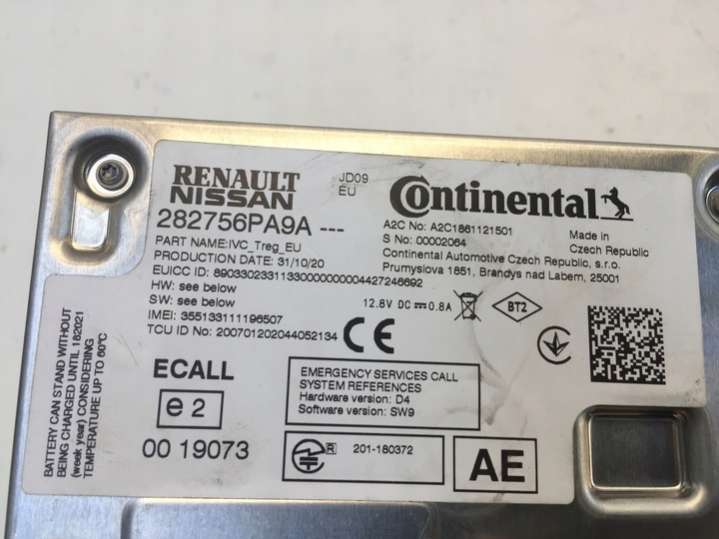 RENAULT
NISSAN
JD09
EU
Continental
282756PA9A ---
PART NAME:IVC_Treg_EU
PRODUCTION DATE: 31/10/20
EUICC ID: 89033023311330000000004427246692
HW: see below
SW: see below
IMEI: 355133111196507
TCU ID No: 200701202044052134
A2C No: A2C1861121501
S No: 00002064
Made in
Czech Republic
Continental Automotive Czech Republic, s.r.o.
Prumyslova 1851, Brandys nad Labem, 25001
12.8V DC 0.8A
BT2
CE
BATTERY CAN STAND WITHOUT
BEING CHARGED UNTIL 182021
(week year) CONSIDERING
TEMPERATURE UP TO 60°C
ECALL
e 2
00 19073
EMERGENCY SERVICES CALL
SYSTEM REFERENCES
Hardware version: D4
Software version: SW9
R 201-180372
AE